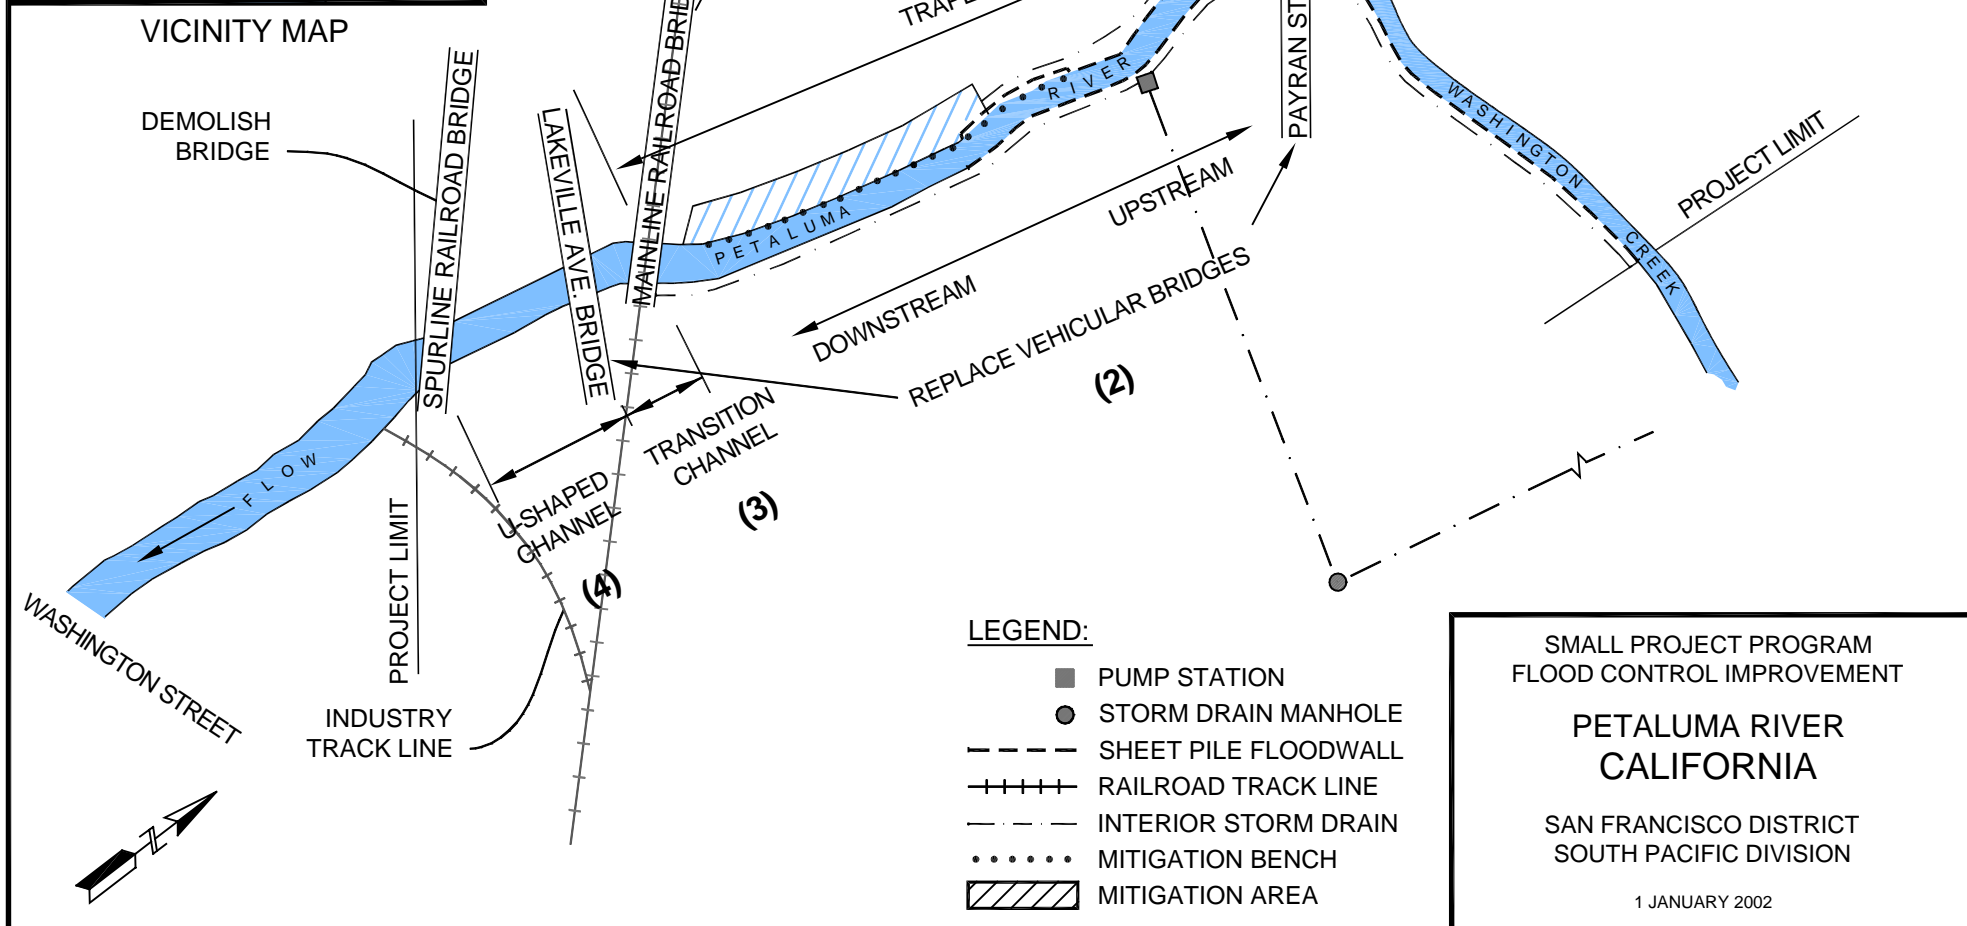 VICINITY MAP
DEMOLISH
BRIDGE
SPURLINE RAILROAD BRIDGE
LAKEVILLE AVE. BRIDGE
MAINLINE RAILROAD
PAYRAN ST
PETALUMA
RIVER
WASHINGTON
CREEK
PROJECT LIMIT
UPSTREAM
DOWNSTREAM
REPLACE VEHICULAR BRIDGES
(2)
TRANSITION
CHANNEL
(3)
U-SHAPED
CHANNEL
(4)
FLOW
PROJECT LIMIT
WASHINGTON STREET
INDUSTRY
TRACK LINE
N
LEGEND:
PUMP STATION
STORM DRAIN MANHOLE
SHEET PILE FLOODWALL
RAILROAD TRACK LINE
INTERIOR STORM DRAIN
MITIGATION BENCH
MITIGATION AREA
SMALL PROJECT PROGRAM
FLOOD CONTROL IMPROVEMENT
PETALUMA RIVER
CALIFORNIA
SAN FRANCISCO DISTRICT
SOUTH PACIFIC DIVISION
1 JANUARY 2002